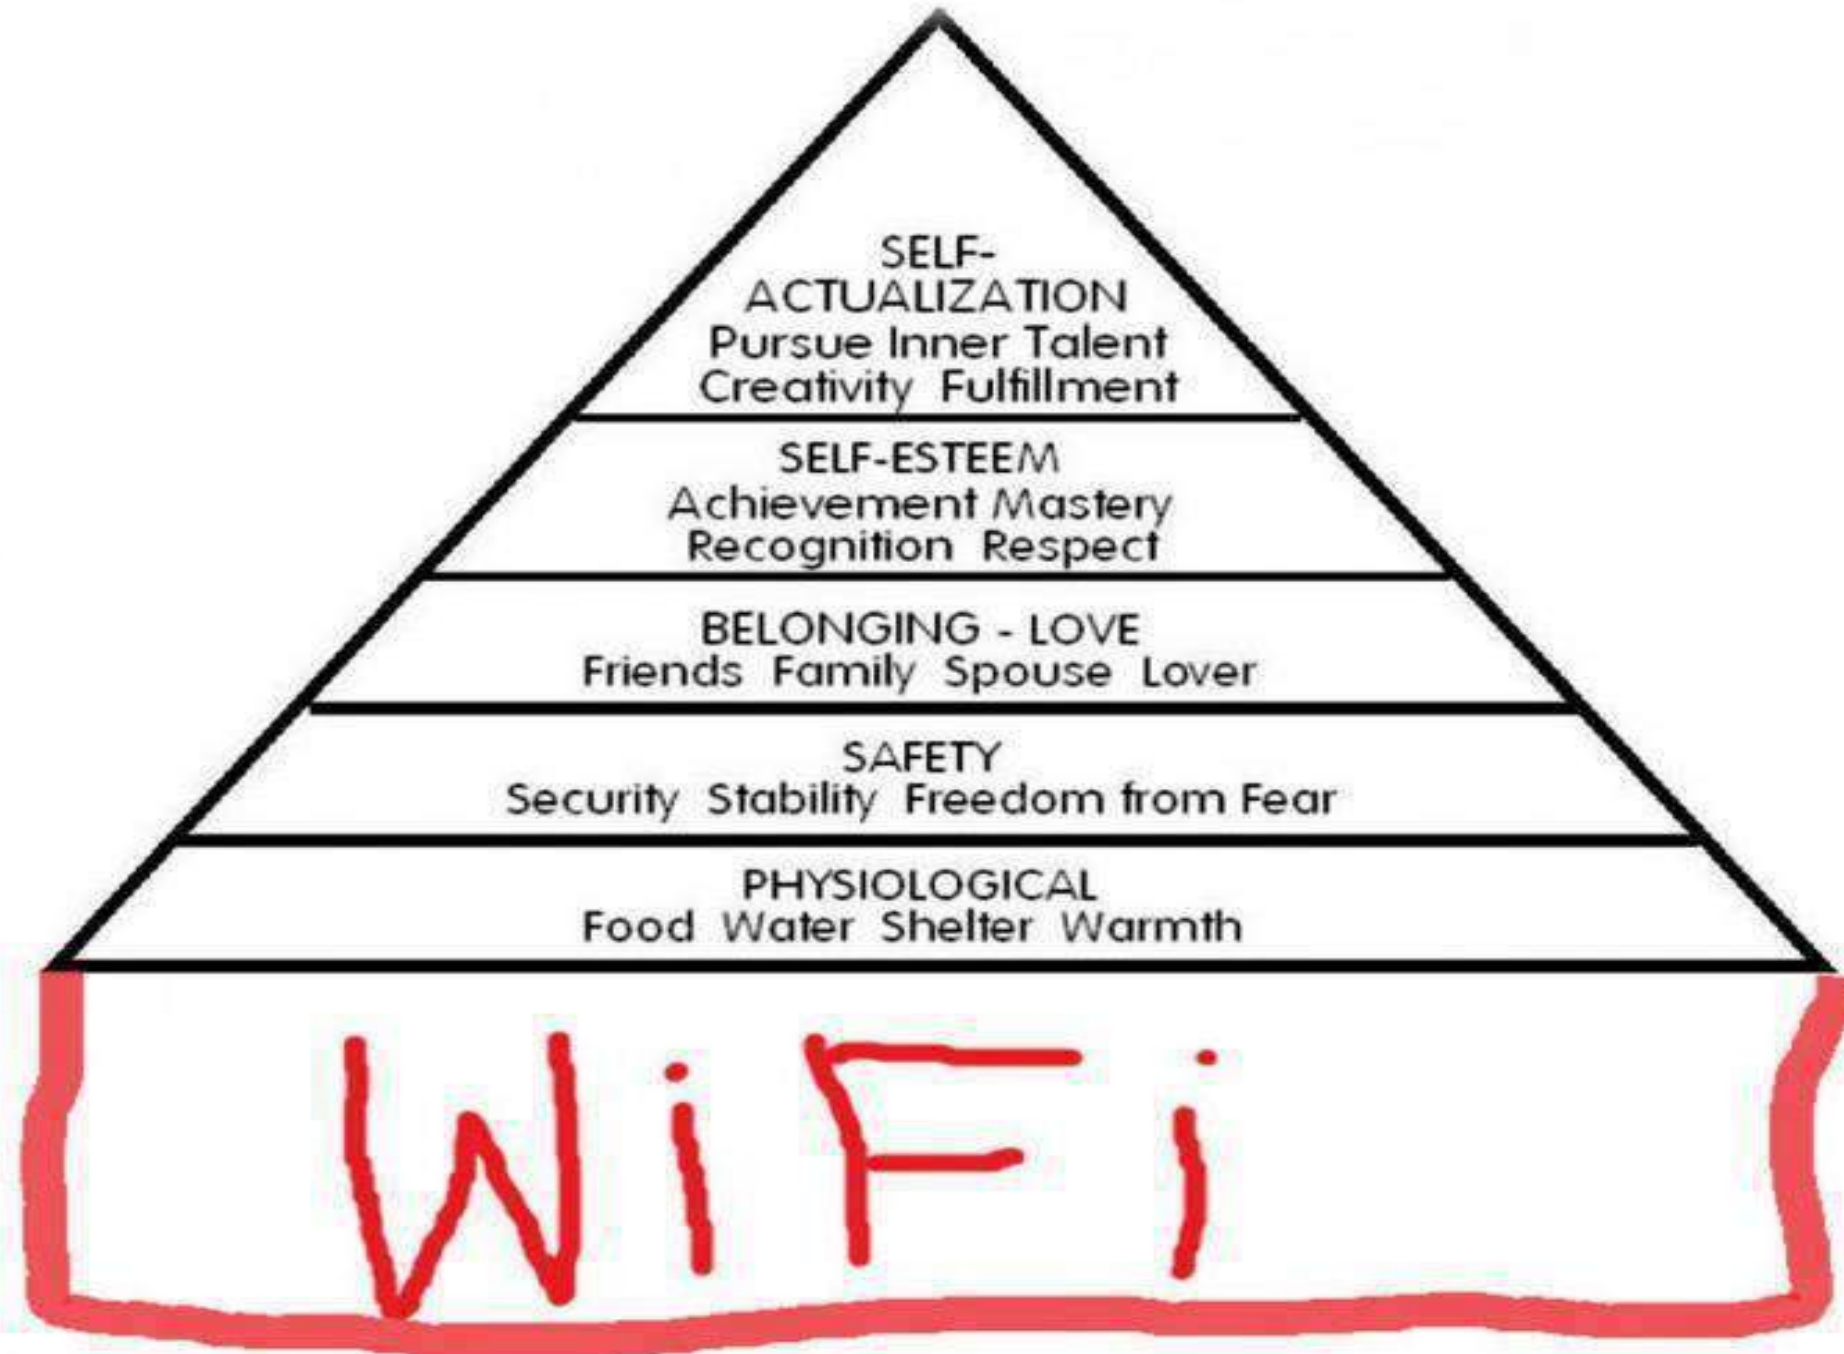 SELF-
ACTUALIZATION
Pursue Inner Talent
Creativity Fulfillment
SELF-ESTEEM
Achievement Mastery
Recognition Respect
BELONGING - LOVE
Friends Family Spouse Lover
SAFETY
Security Stability Freedom from Fear
PHYSIOLOGICAL
Food Water Shelter Warmth
WiFi